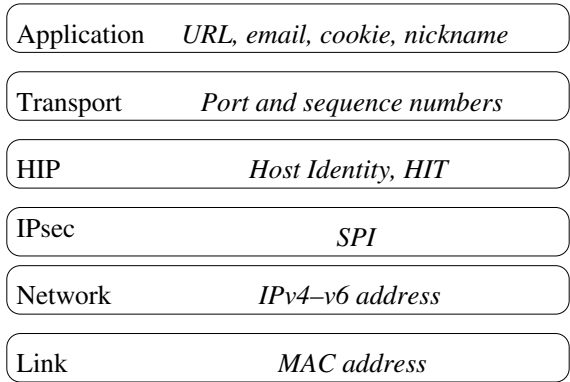 Application URL, email, cookie, nickname
Transport Port and sequence numbers
HIP Host Identity, HIT
IPsec SPI
Network IPv4–v6 address
Link MAC address